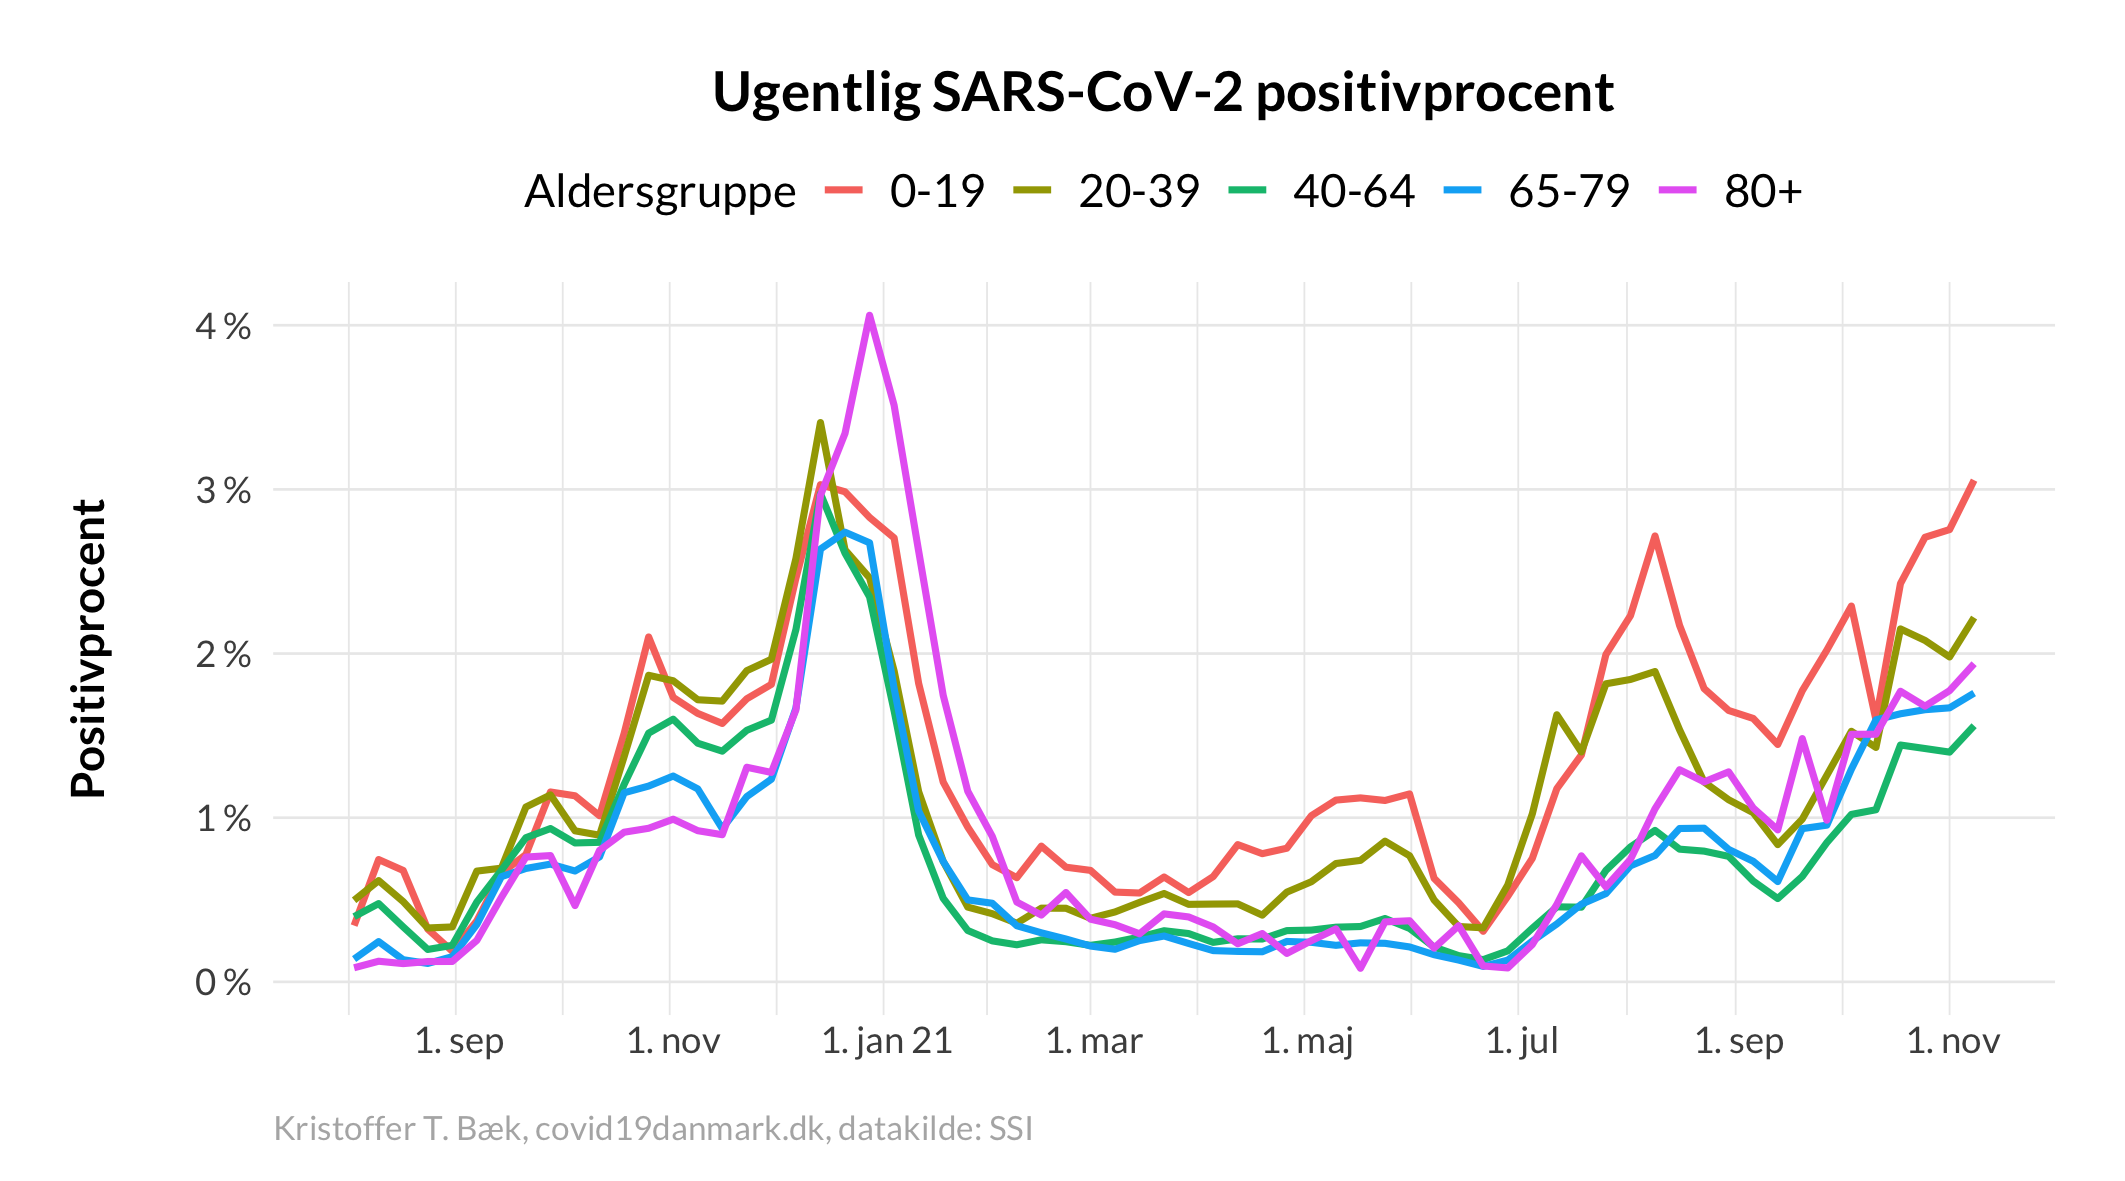 Ugentlig SARS-CoV-2 positivprocent
Aldersgruppe 0-19 20-39 40-64 65-79 80+
Positivprocent
4 %
3 %
2 %
1 %
0 %
1. sep 1. nov 1. jan 21 1. mar 1. maj 1. jul 1. sep 1. nov
Kristoffer T. Bæk, covid19danmark.dk, datakilde: SSI